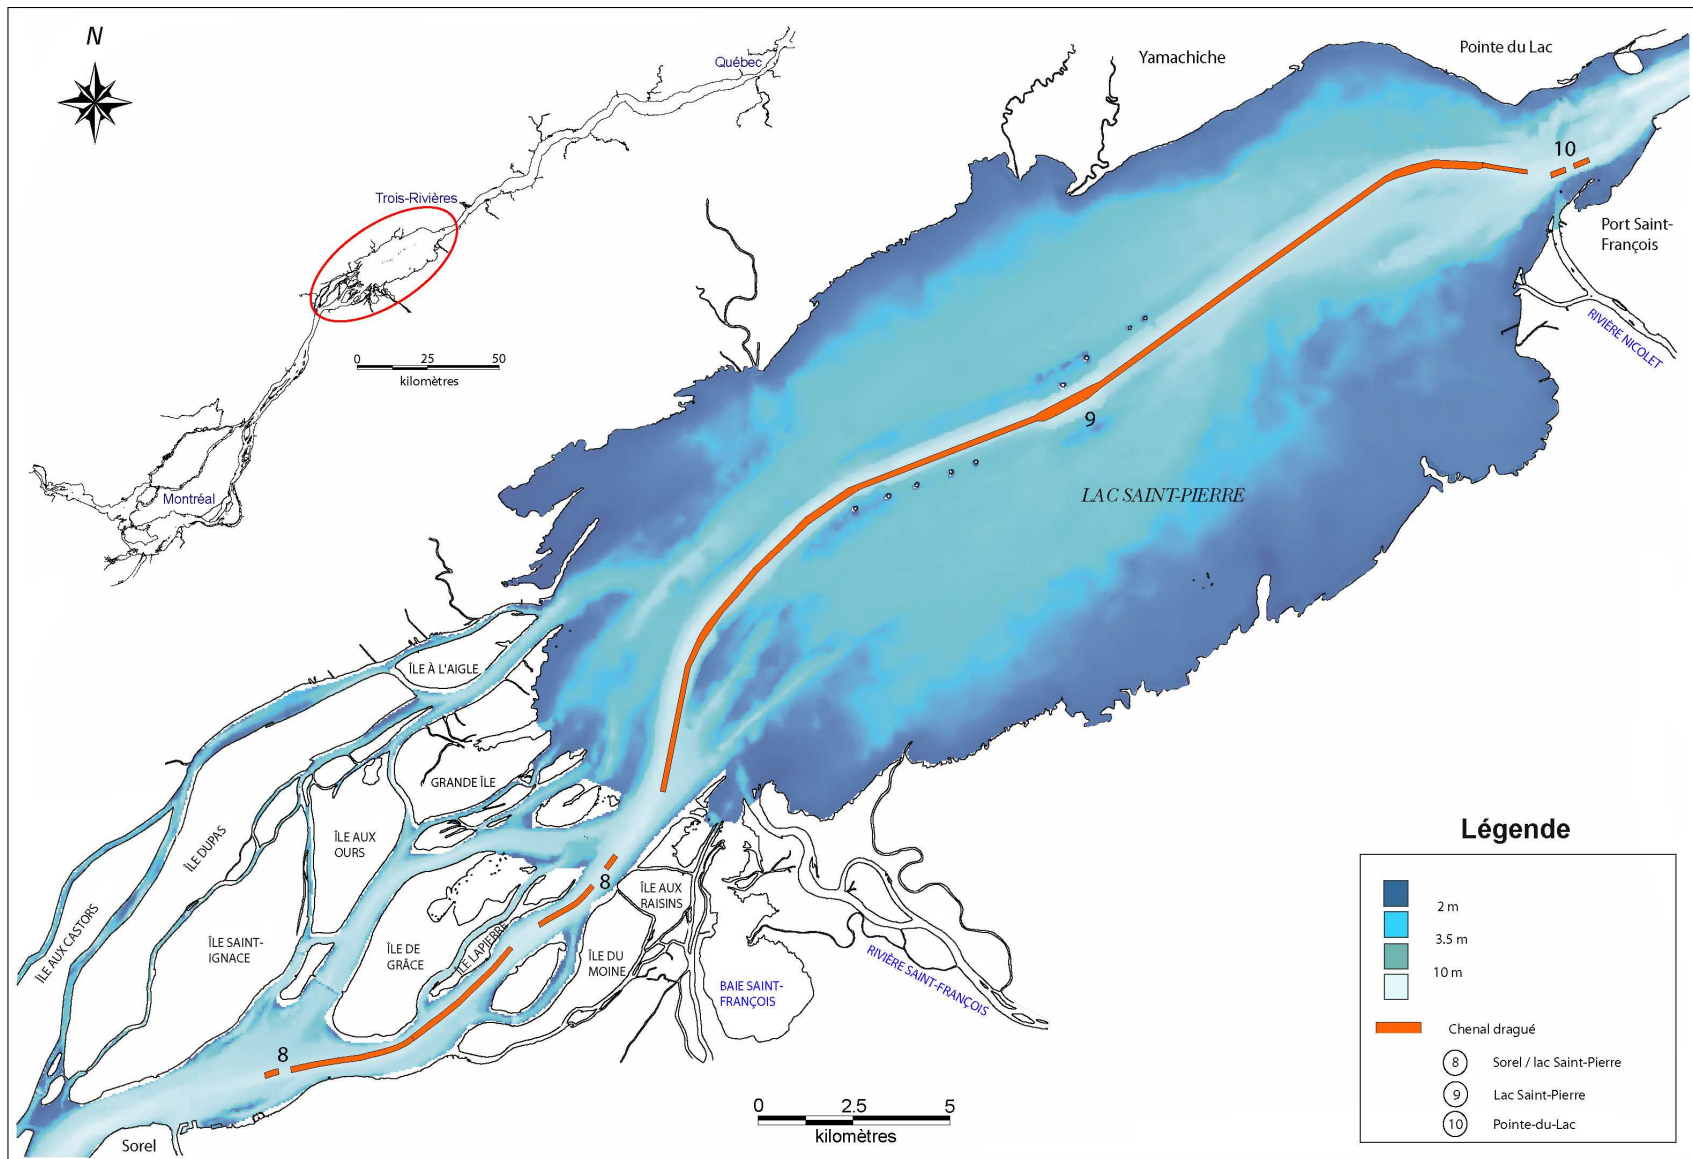 N
Québec
Trois-Rivières
0 25 50
kilomètres
Montréal
Yamachiche
Pointe du Lac
10
Port Saint-
François
RIVIÈRE NICOLET
9
LAC SAINT-PIERRE
ÎLE À L'AIGLE
GRANDE ÎLE
ÎLE AUX
OURS
ÎLE DUPAS
ÎLE AUX CASTORS
ÎLE SAINT-
IGNACE
ÎLE DE
GRÂCE
ÎLE LAPIERRE
8
ÎLE AUX
RAISINS
ÎLE DU
MOINE
BAIE SAINT-
FRANÇOIS
RIVIÈRE SAINT-FRANÇOIS
8
Sorel
0 2.5 5
kilomètres
Légende
2 m
3.5 m
10 m
Chenal dragué
8 Sorel / lac Saint-Pierre
9 Lac Saint-Pierre
10 Pointe-du-Lac